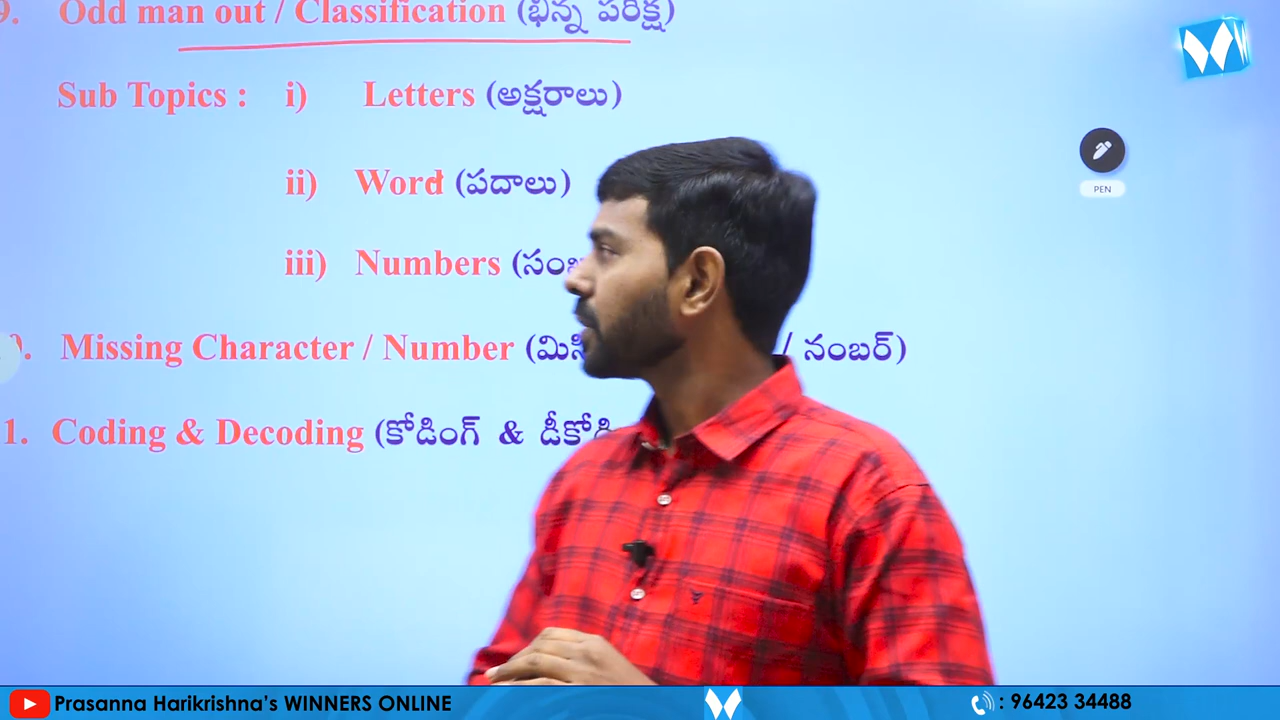 9. Odd man out / Classification (భిన్న పరీక్ష)
Sub Topics : i) Letters (అక్షరాలు)
ii) Word (పదాలు)
PEN
iii) Numbers
Missing Character / Number / నంబర్)
1. Coding & Decoding (కోడింగ్ &
Prasanna Harikrishna's WINNERS ONLINE
: 96423 34488